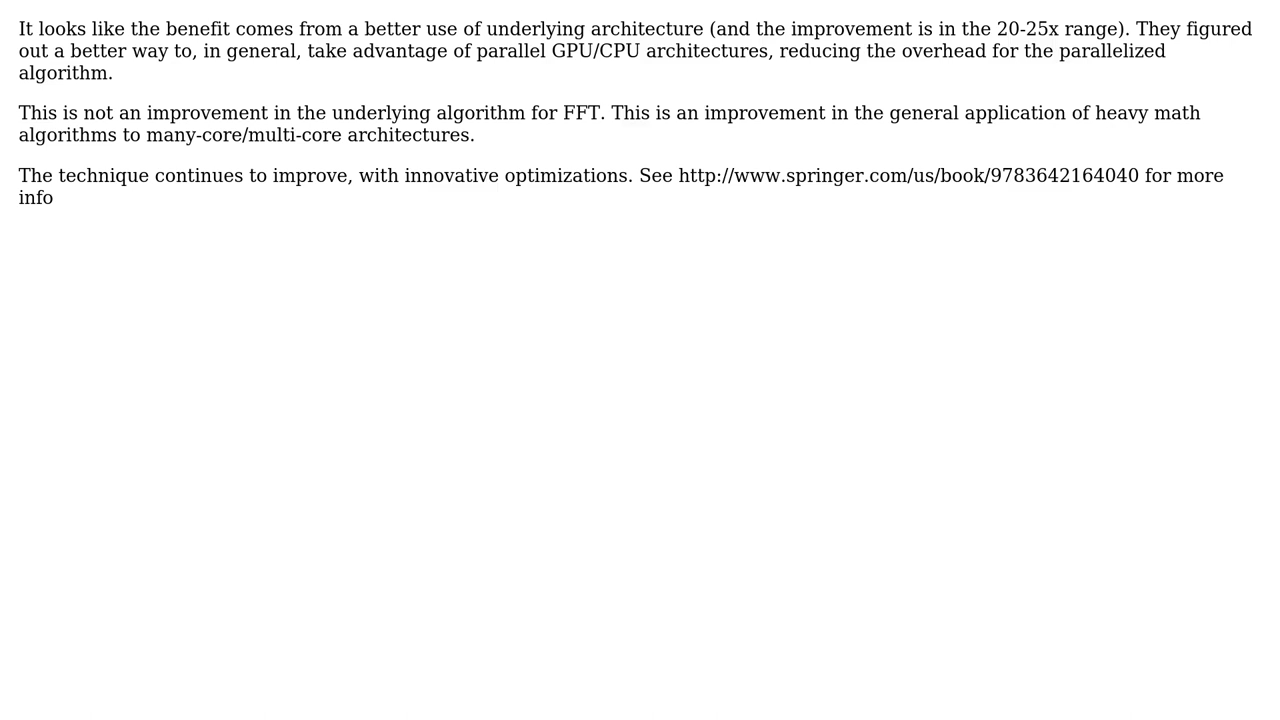 It looks like the benefit comes from a better use of underlying architecture (and the improvement is in the 20-25x range). They figured
out a better way to, in general, take advantage of parallel GPU/CPU architectures, reducing the overhead for the parallelized
algorithm.
This is not an improvement in the underlying algorithm for FFT. This is an improvement in the general application of heavy math
algorithms to many-core/multi-core architectures.
The technique continues to improve, with innovative optimizations. See http://www.springer.com/us/book/9783642164040 for more
info